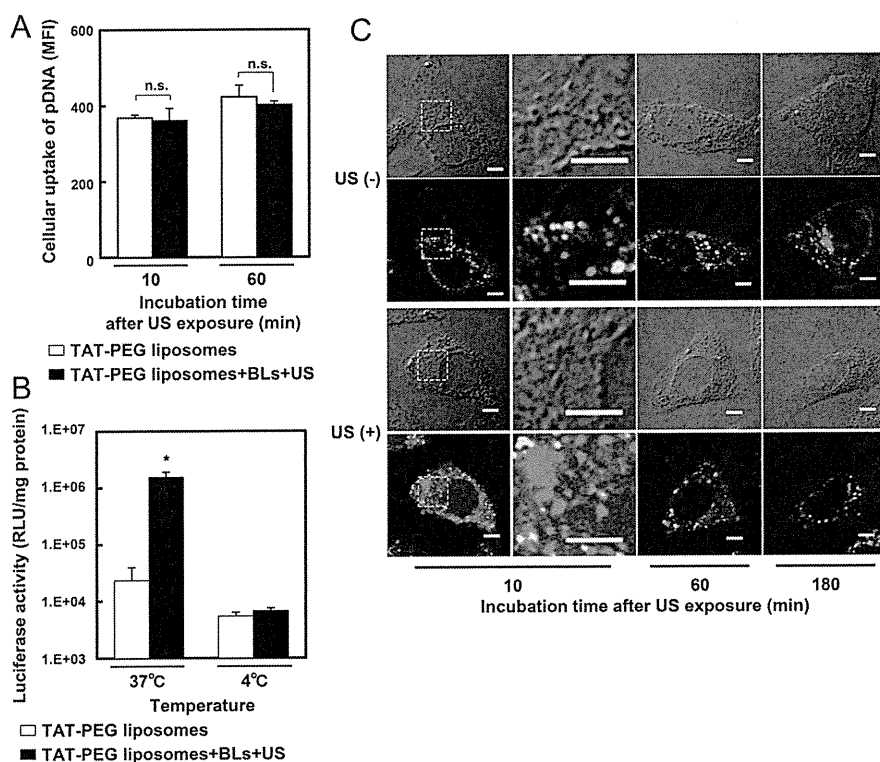 A
Cellular uptake of pDNA (MFI)
600
400
200
0
n.s.
n.s.
10
60
Incubation time
after US exposure (min)
TAT-PEG liposomes
TAT-PEG liposomes+BLs+US
B
Luciferase activity (RLU/mg protein)
1.E+07
1.E+06
1.E+05
1.E+04
1.E+03
*
37°C
4°C
Temperature
TAT-PEG liposomes
TAT-PEG liposomes+BLs+US
C
US (-)
US (+)
10
60
180
Incubation time after US exposure (min)